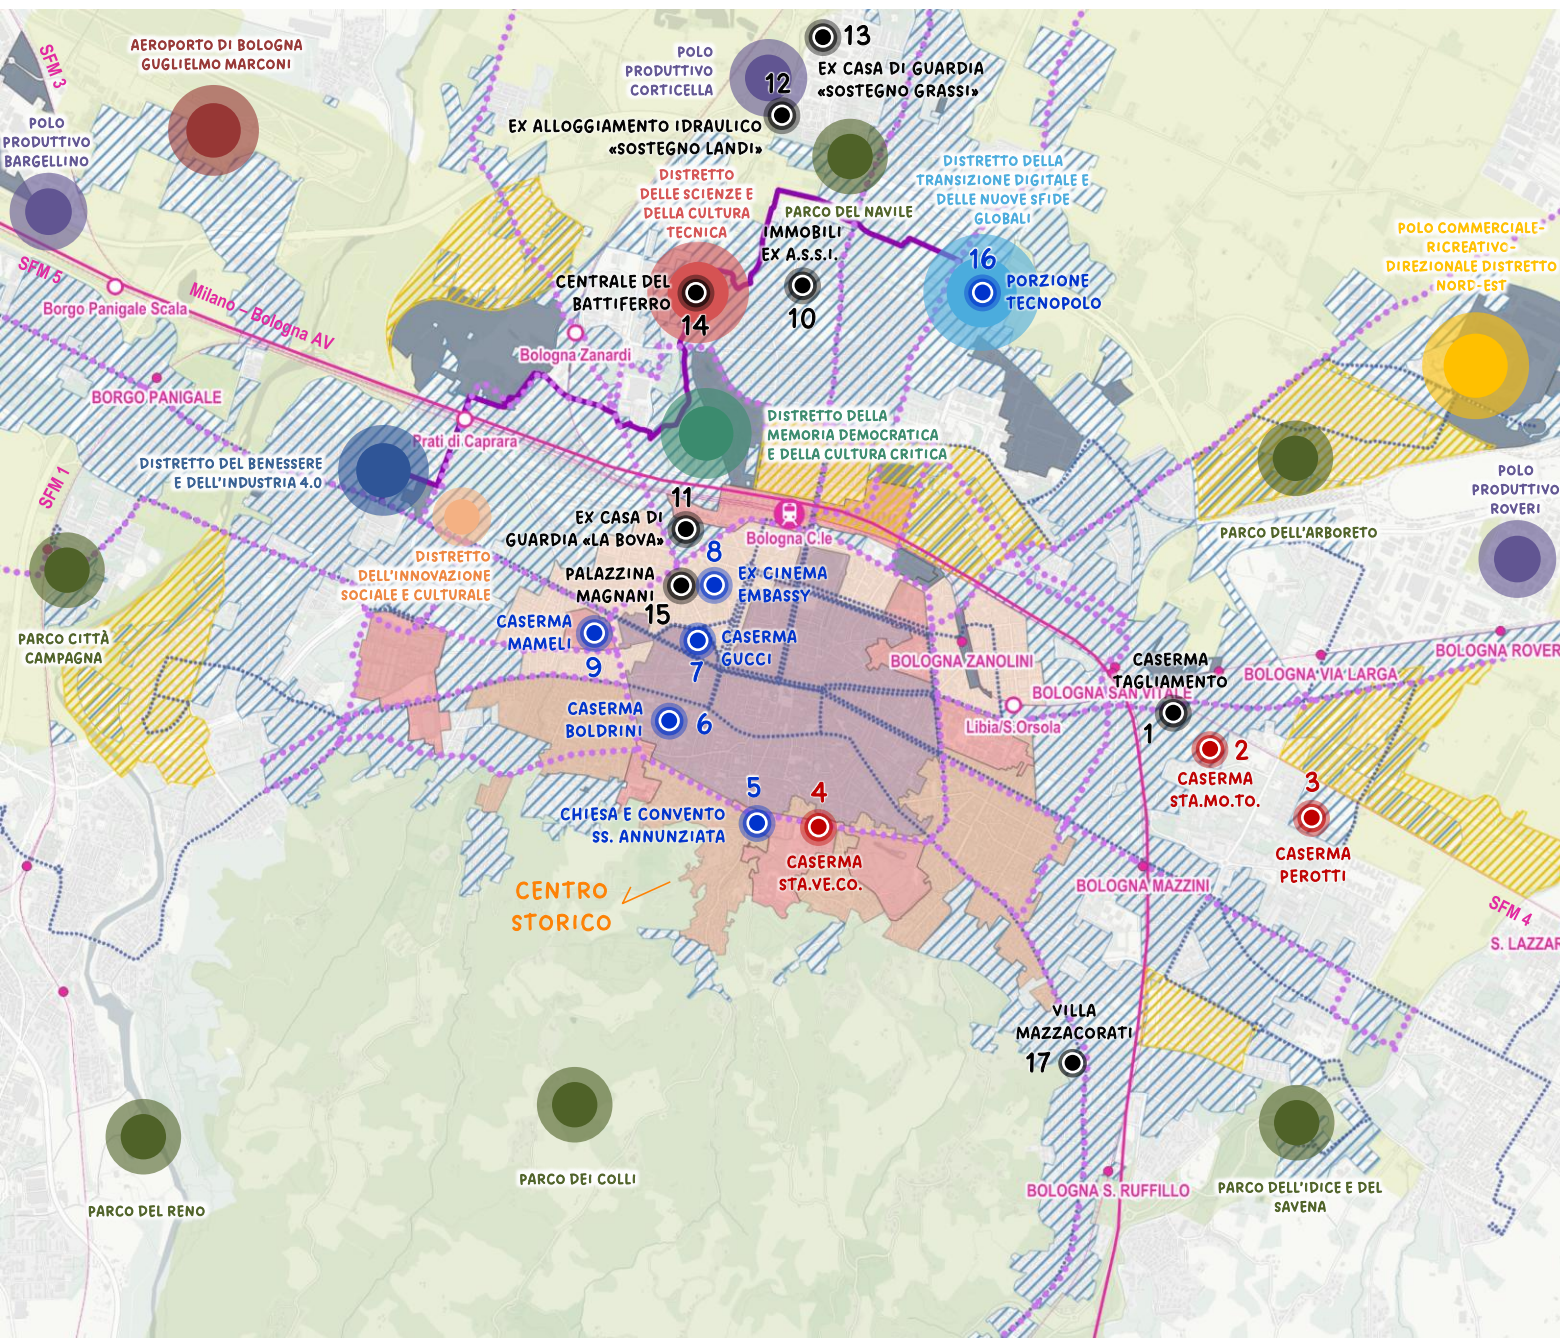 SFM 3
AEROPORTO DI BOLOGNA
GUGLIELMO MARCONI
POLO
PRODUTTIVO
CORTICELLA
12
13
EX CASA DI GUARDIA
«SOSTEGNO GRASSI»
POLO
PRODUTTIVO
BARGELLINO
EX ALLOGGIAMENTO IDRAULICO
«SOSTEGNO LANDI»
DISTRETTO
DELLE SCIENZE E
DELLA CULTURA
TECNICA
DISTRETTO DELLA
TRANSIZIONE DIGITALE E
DELLE NUOVE SFIDE
GLOBALI
PARCO DEL NAVILE
IMMOBILI
EX A.S.S.I.
10
POLO COMMERCIALE-
RICREATIVO-
DIREZIONALE DISTRETTO
NORD-EST
SFM 5
Borgo Panigale Scala
Milano – Bologna AV
CENTRALE DEL
BATTIFERRO
14
16
PORZIONE
TECNOPOLO
Bologna Zanardi
BORGO PANIGALE
Prati di Caprara
DISTRETTO DELLA
MEMORIA DEMOCRATICA
E DELLA CULTURA CRITICA
DISTRETTO DEL BENESSERE
E DELL'INDUSTRIA 4.0
SFM 1
POLO
PRODUTTIVO
ROVERI
11
EX CASA DI
GUARDIA «LA BOVA»
Bologna C.le
PARCO DELL'ARBORETO
DISTRETTO
DELL'INNOVAZIONE
SOCIALE E CULTURALE
8
PALAZZINA
MAGNANI
15
EX CINEMA
EMBASSY
CASERMA
MAMELI
9
CASERMA
GUCCI
7
PARCO CITTÀ
CAMPAGNA
BOLOGNA ZANOLINI
CASERMA
TAGLIAMENTO
1
BOLOGNA SAN VITALE
BOLOGNA VIA LARGA
BOLOGNA ROVER
CASERMA
BOLDRINI
6
Libia/S.Orsola
2
CASERMA
STA.MO.TO.
3
CASERMA
PEROTTI
5
CHIESA E CONVENTO
SS. ANNUNZIATA
4
CASERMA
STA.VE.CO.
CENTRO
STORICO
BOLOGNA MAZZINI
SFM 4
S. LAZZAR
VILLA
MAZZACORATI
17
PARCO DEI COLLI
PARCO DEL RENO
BOLOGNA S. RUFFILLO
PARCO DELL'IDICE E DEL
SAVENA